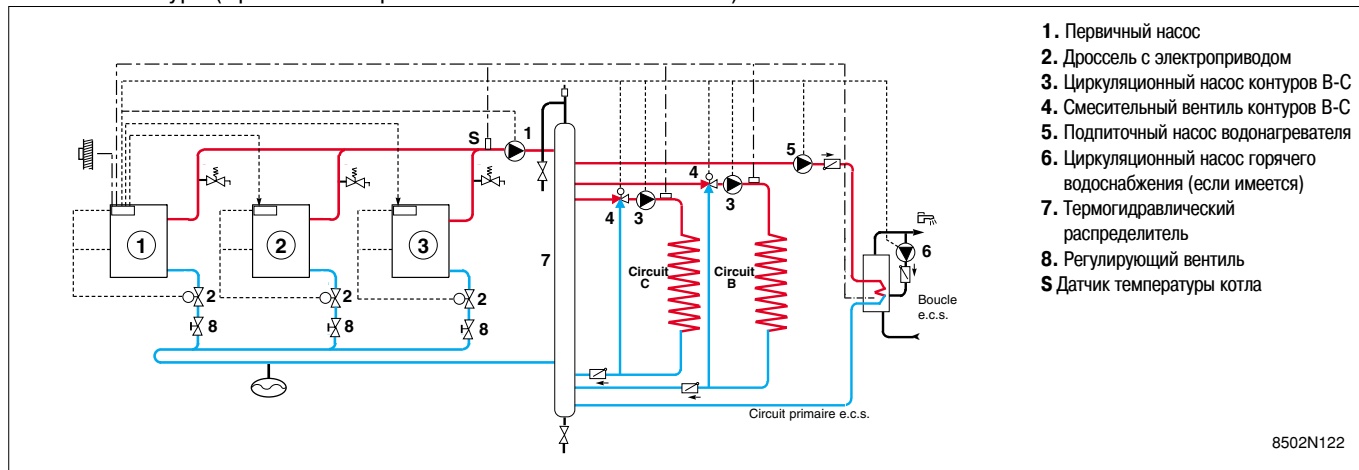 1. Первичный насос
2. Дроссель с электроприводом
3. Циркуляционный насос контуров B-C
4. Смесительный вентиль контуров B-C
5. Подпиточный насос водонагревателя
6. Циркуляционный насос горячего
водоснабжения (если имеется)
7. Термогидравлический
распределитель
8. Регулирующий вентиль
S Датчик температуры котла
S
1
5
4
3
4
3
1
2
3
7
6
Circuit
C
Circuit
B
2
2
2
8
8
8
Boucle
e.c.s.
Circuit primaire e.c.s.
8502N122